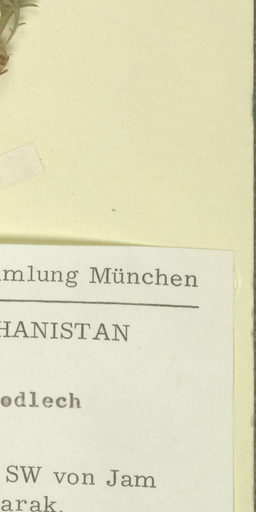 mlung München
HANISTAN
odlech
SW von Jam
arak.